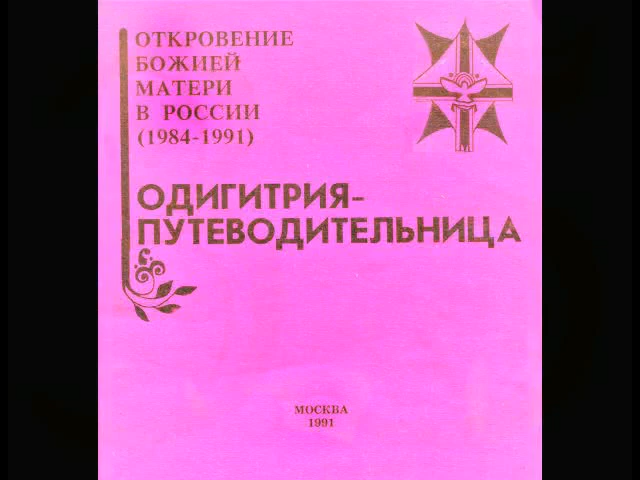 ОТКРОВЕНИЕ
БОЖИЕЙ
МАТЕРИ
В РОССИИ
(1984-1991)
ОДИГИТРИЯ-
ПУТЕВОДИТЕЛЬНИЦА
МОСКВА
1991